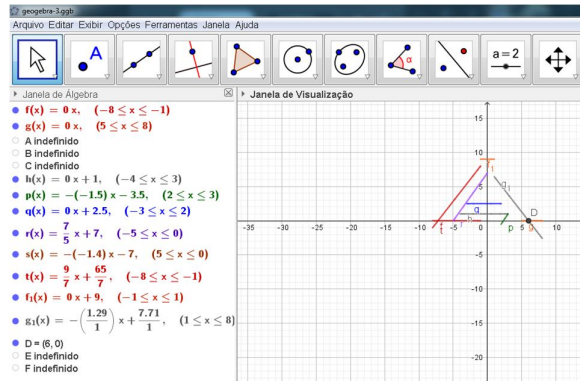 geogebra-3.ggb
Arquivo Editar Exibir Opções Ferramentas Janela Ajuda
A
α
a = 2
Janela de Álgebra
Janela de Visualização
f(x) = 0 x, (−8 ≤ x ≤ −1)
g(x) = 0 x, (5 ≤ x ≤ 8)
A indefinido
B indefinido
C indefinido
h(x) = 0 x + 1, (−4 ≤ x ≤ 3)
p(x) = −(−1.5) x − 3.5, (2 ≤ x ≤ 3)
q(x) = 0 x + 2.5, (−3 ≤ x ≤ 2)
r(x) = 7/5 x + 7, (−5 ≤ x ≤ 0)
s(x) = −(−1.4) x − 7, (5 ≤ x ≤ 0)
t(x) = 9/7 x + 65/7, (−8 ≤ x ≤ −1)
f₁(x) = 0 x + 9, (−1 ≤ x ≤ 1)
g₁(x) = −(1.29/1) x + 7.71/1, (1 ≤ x ≤ 8)
D = (6, 0)
E indefinido
F indefinido
15
10
5
g₁
q
D
h
−35 −30 −25 −20 −15 −10 −5 0 5 10
t
p
g
−5
−15
−20